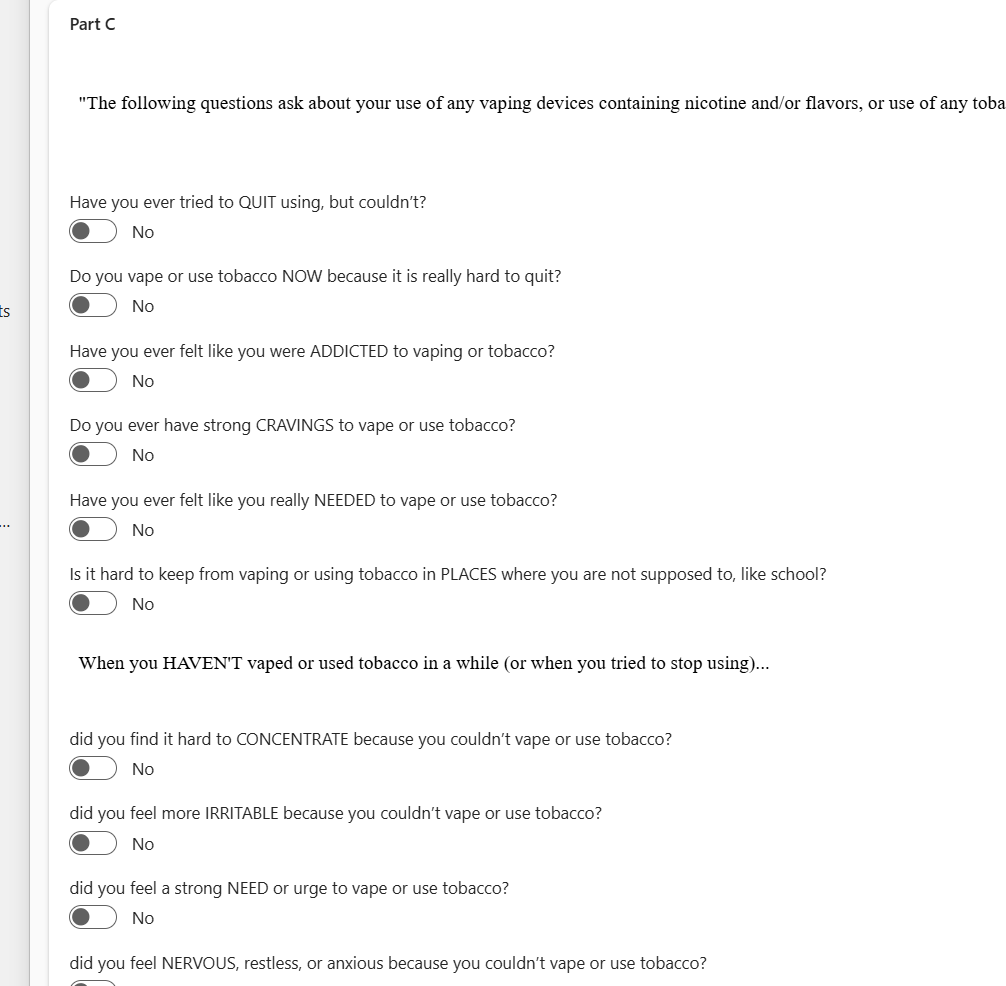 Part C
"The following questions ask about your use of any vaping devices containing nicotine and/or flavors, or use of any toba
Have you ever tried to QUIT using, but couldn’t?
No
Do you vape or use tobacco NOW because it is really hard to quit?
No
ts
Have you ever felt like you were ADDICTED to vaping or tobacco?
No
Do you ever have strong CRAVINGS to vape or use tobacco?
No
Have you ever felt like you really NEEDED to vape or use tobacco?
...
No
Is it hard to keep from vaping or using tobacco in PLACES where you are not supposed to, like school?
No
When you HAVEN'T vaped or used tobacco in a while (or when you tried to stop using)...
did you find it hard to CONCENTRATE because you couldn’t vape or use tobacco?
No
did you feel more IRRITABLE because you couldn’t vape or use tobacco?
No
did you feel a strong NEED or urge to vape or use tobacco?
No
did you feel NERVOUS, restless, or anxious because you couldn’t vape or use tobacco?